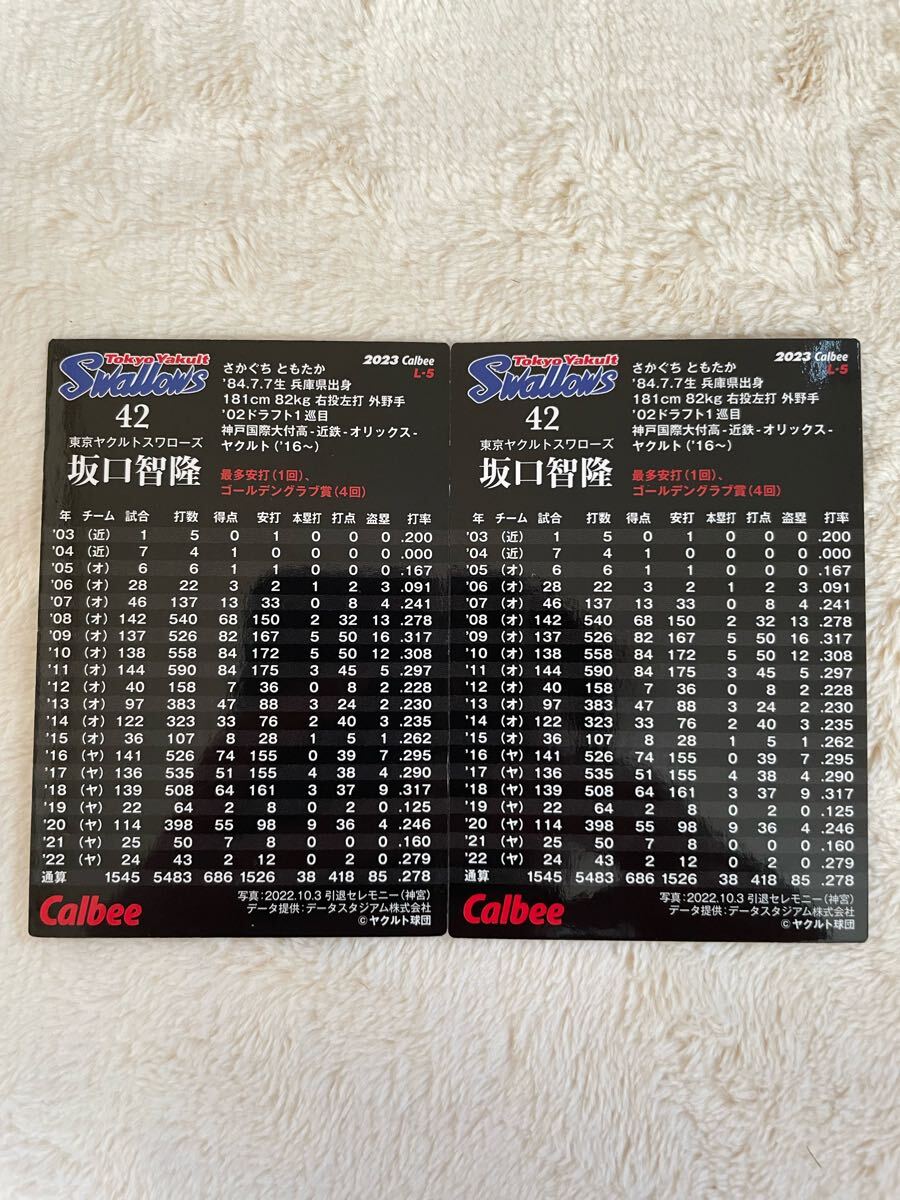 Tokyo Yakult
Swallows
42
東京ヤクルトスワローズ
坂口智隆
2023 Calbee
L-5
さかぐち ともたか
'84.7.7生 兵庫県出身
181cm 82kg 右投左打 外野手
'02ドラフト1巡目
神戸国際大付高-近鉄-オリックス-
ヤクルト('16〜)
最多安打(1回)、
ゴールデングラブ賞(4回)
年 チーム 試合 打数 得点 安打 本塁打 打点 盗塁 打率
'03 (近) 1 5 0 1 0 0 0 .200
'04 (近) 7 4 1 0 0 0 0 .000
'05 (オ) 6 6 1 1 0 0 0 .167
'06 (オ) 28 22 3 2 1 2 3 .091
'07 (オ) 46 137 13 33 0 8 4 .241
'08 (オ) 142 540 68 150 2 32 13 .278
'09 (オ) 137 526 82 167 5 50 16 .317
'10 (オ) 138 558 84 172 5 50 12 .308
'11 (オ) 144 590 84 175 3 45 5 .297
'12 (オ) 40 158 7 36 0 8 2 .228
'13 (オ) 97 383 47 88 3 24 2 .230
'14 (オ) 122 323 33 76 2 40 3 .235
'15 (オ) 36 107 8 28 1 5 1 .262
'16 (ヤ) 141 526 74 155 0 39 7 .295
'17 (ヤ) 136 535 51 155 4 38 4 .290
'18 (ヤ) 139 508 64 161 3 37 9 .317
'19 (ヤ) 22 64 2 8 0 2 0 .125
'20 (ヤ) 114 398 55 98 9 36 4 .246
'21 (ヤ) 25 50 7 8 0 0 0 .160
'22 (ヤ) 24 43 2 12 0 2 0 .279
通算 1545 5483 686 1526 38 418 85 .278
Calbee
写真:2022.10.3 引退セレモニー(神宮)
データ提供:データスタジアム株式会社
©ヤクルト球団
Tokyo Yakult
Swallows
42
東京ヤクルトスワローズ
坂口智隆
2023 Calbee
L-5
さかぐち ともたか
'84.7.7生 兵庫県出身
181cm 82kg 右投左打 外野手
'02ドラフト1巡目
神戸国際大付高-近鉄-オリックス-
ヤクルト('16〜)
最多安打(1回)、
ゴールデングラブ賞(4回)
年 チーム 試合 打数 得点 安打 本塁打 打点 盗塁 打率
'03 (近) 1 5 0 1 0 0 0 .200
'04 (近) 7 4 1 0 0 0 0 .000
'05 (オ) 6 6 1 1 0 0 0 .167
'06 (オ) 28 22 3 2 1 2 3 .091
'07 (オ) 46 137 13 33 0 8 4 .241
'08 (オ) 142 540 68 150 2 32 13 .278
'09 (オ) 137 526 82 167 5 50 16 .317
'10 (オ) 138 558 84 172 5 50 12 .308
'11 (オ) 144 590 84 175 3 45 5 .297
'12 (オ) 40 158 7 36 0 8 2 .228
'13 (オ) 97 383 47 88 3 24 2 .230
'14 (オ) 122 323 33 76 2 40 3 .235
'15 (オ) 36 107 8 28 1 5 1 .262
'16 (ヤ) 141 526 74 155 0 39 7 .295
'17 (ヤ) 136 535 51 155 4 38 4 .290
'18 (ヤ) 139 508 64 161 3 37 9 .317
'19 (ヤ) 22 64 2 8 0 2 0 .125
'20 (ヤ) 114 398 55 98 9 36 4 .246
'21 (ヤ) 25 50 7 8 0 0 0 .160
'22 (ヤ) 24 43 2 12 0 2 0 .279
通算 1545 5483 686 1526 38 418 85 .278
Calbee
写真:2022.10.3 引退セレモニー(神宮)
データ提供:データスタジアム株式会社
©ヤクルト球団